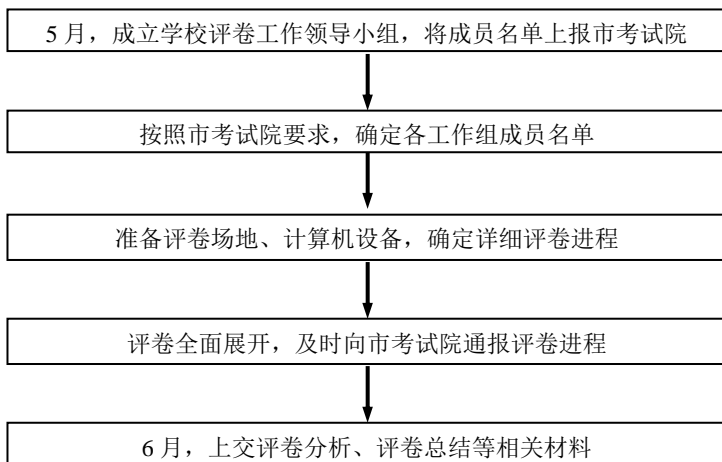 5 月，成立学校评卷工作领导小组，将成员名单上报市考试院
按照市考试院要求，确定各工作组成员名单
准备评卷场地、计算机设备，确定详细评卷进程
评卷全面展开，及时向市考试院通报评卷进程
6 月，上交评卷分析、评卷总结等相关材料